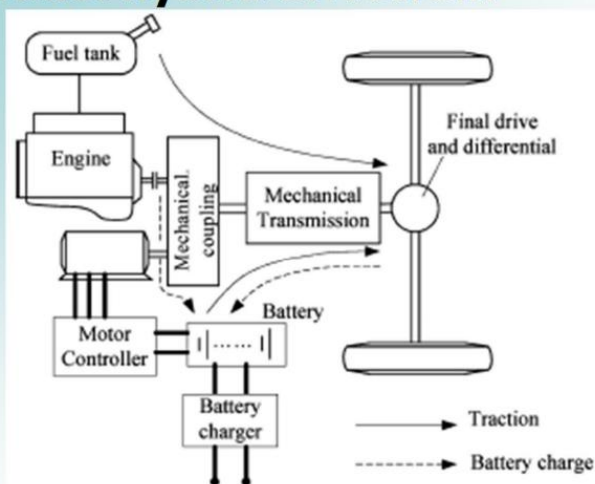 Fuel tank
Engine
Mechanical.
coupling
Mechanical
Transmission
Final drive
and differential
Battery
Motor
Controller
Battery
charger
Traction
Battery charge